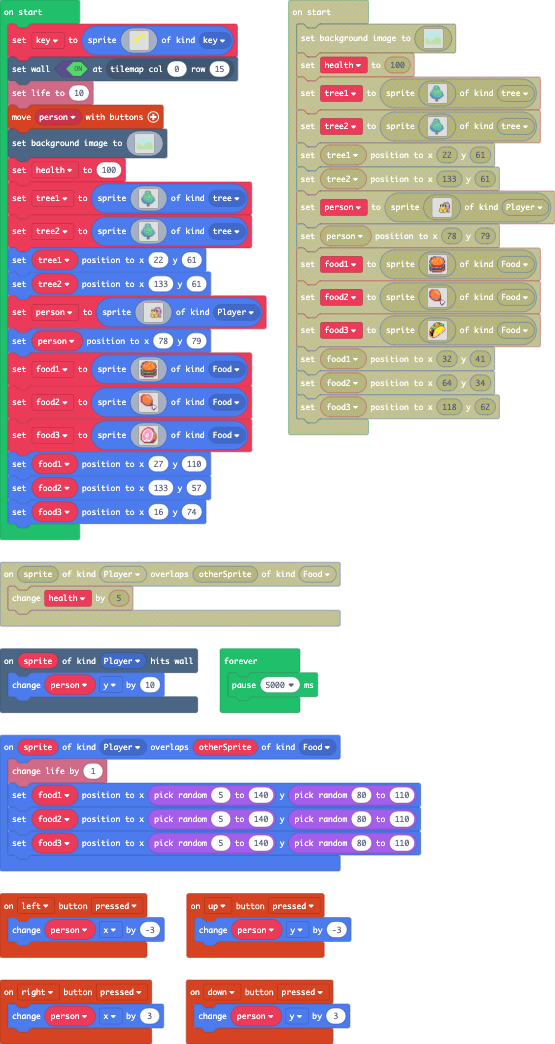 on start
set key to sprite of kind key
set wall ON at tilemap col 0 row 15
set life to 10
move person with buttons
set background image to
set health to 100
set tree1 to sprite of kind tree
set tree2 to sprite of kind tree
set tree1 position to x 22 y 61
set tree2 position to x 133 y 61
set person to sprite of kind Player
set person position to x 78 y 79
set food1 to sprite of kind Food
set food2 to sprite of kind Food
set food3 to sprite of kind Food
set food1 position to x 27 y 110
set food2 position to x 133 y 57
set food3 position to x 16 y 74
on start
set background image to
set health to 100
set tree1 to sprite of kind tree
set tree2 to sprite of kind tree
set tree1 position to x 22 y 61
set tree2 position to x 133 y 61
set person to sprite of kind Player
set person position to x 78 y 79
set food1 to sprite of kind Food
set food2 to sprite of kind Food
set food3 to sprite of kind Food
set food1 position to x 32 y 41
set food2 position to x 64 y 34
set food3 position to x 118 y 62
on sprite of kind Player overlaps otherSprite of kind Food
change health by 5
on sprite of kind Player hits wall
change person y by 10
forever
pause 5000 ms
on sprite of kind Player overlaps otherSprite of kind Food
change life by 1
set food1 position to x pick random 5 to 140 y pick random 80 to 110
set food2 position to x pick random 5 to 140 y pick random 80 to 110
set food3 position to x pick random 5 to 140 y pick random 80 to 110
on left button pressed
change person x by -3
on up button pressed
change person y by -3
on right button pressed
change person x by 3
on down button pressed
change person y by 3